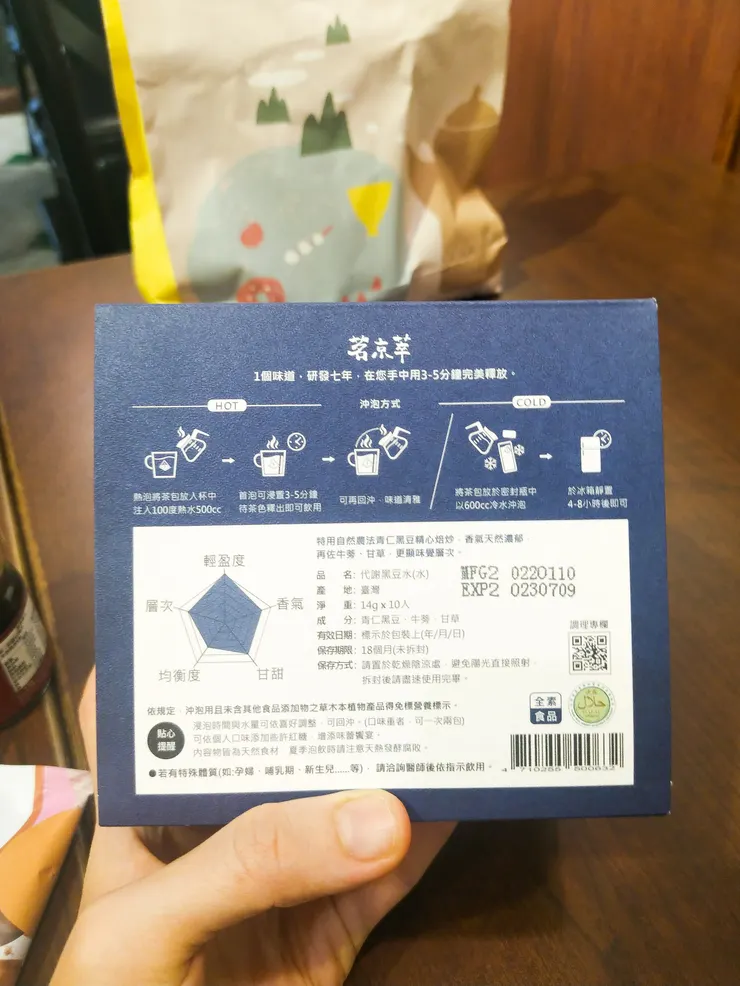 茗京萃
1個味道．研發七年．在您手中用3-5分鐘完美釋放。
HOT 沖泡方式 COLD
熱泡將茶包放入杯中
注入100度熱水500cc
首泡可浸置3-5分鐘
待茶色釋出即可飲用
可再回沖．味道清雅
將茶包放於密封瓶中
以600cc冷水沖泡
於冰箱靜置
4-8小時後即可
特用自然農法青仁黑豆精心焙炒，香氣天然濃郁，
再佐牛蒡、甘草，更顯味覺層次。
輕盈度
香氣
甘甜
均衡度
層次
品 名: 代謝黑豆水(水)
產 地: 臺灣
淨 重: 14g x 10入
成 分: 青仁黑豆、牛蒡、甘草
有效日期: 標示於包裝上(年/月/日)
保存期限: 18個月(未拆封)
保存方式: 請置於乾燥陰涼處，避免陽光直接照射，
拆封後請盡速使用完畢。
MFG2 0220110
EXP2 0230709
調理專欄
依規定，沖泡用且未含其他食品添加物之草木本植物產品得免標營養標示。
貼心
提醒
浸泡時間與水量可依喜好調整，可回沖。(口味重者，可一次兩包)
可依個人口味添加些許紅糖，增添味蕾饗宴。
內容物皆為天然食材，夏季泡飲時請注意天熱發酵腐敗。
●若有特殊體質(如:孕婦、哺乳期、新生兒......等)，請洽詢醫師後依指示飲用。
全素
食品
حلال
4 710255 800632